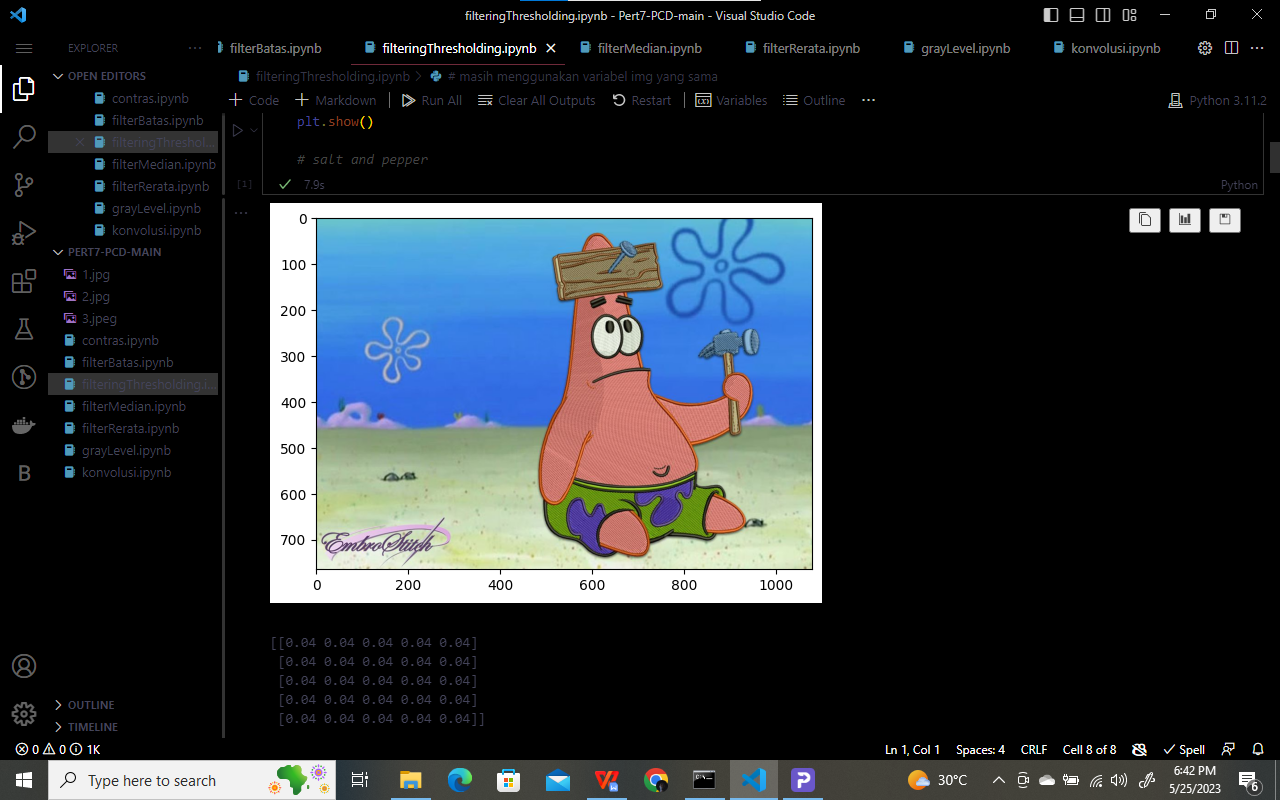 filteringThresholding.ipynb - Pert7-PCD-main - Visual Studio Code
EXPLORER
filterBatas.ipynb
filteringThresholding.ipynb
filterMedian.ipynb
filterRerata.ipynb
grayLevel.ipynb
konvolusi.ipynb
OPEN EDITORS
contras.ipynb
filterBatas.ipynb
filteringThreshol...
filterMedian.ipynb
filterRerata.ipynb
grayLevel.ipynb
konvolusi.ipynb
PERT7-PCD-MAIN
1.jpg
2.jpg
3.jpeg
contras.ipynb
filterBatas.ipynb
filteringThresholding.i...
filterMedian.ipynb
filterRerata.ipynb
grayLevel.ipynb
konvolusi.ipynb
OUTLINE
TIMELINE
filteringThresholding.ipynb > # masih menggunakan variabel img yang sama
Code Markdown Run All Clear All Outputs Restart Variables Outline ... Python 3.11.2
plt.show()
# salt and pepper
[1] 7.9s Python
0
100
200
300
400
500
600
700
EmbroStitch
0 200 400 600 800 1000
[[0.04 0.04 0.04 0.04 0.04]
[0.04 0.04 0.04 0.04 0.04]
[0.04 0.04 0.04 0.04 0.04]
[0.04 0.04 0.04 0.04 0.04]
[0.04 0.04 0.04 0.04 0.04]]
0 0 1K Ln 1, Col 1 Spaces: 4 CRLF Cell 8 of 8 Spell
Type here to search
30°C
6:42 PM
5/25/2023
6